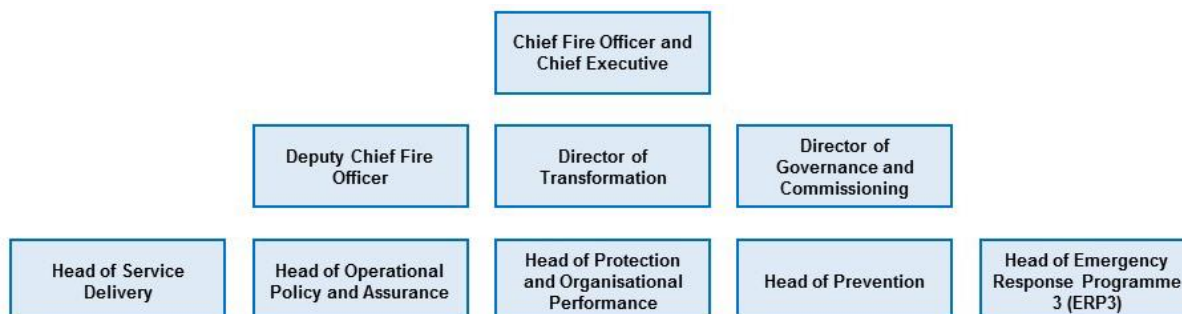 Chief Fire Officer and
Chief Executive
Deputy Chief Fire
Officer
Director of
Transformation
Director of
Governance and
Commissioning
Head of Service
Delivery
Head of Operational
Policy and Assurance
Head of Protection
and Organisational
Performance
Head of Prevention
Head of Emergency
Response Programme
3 (ERP3)